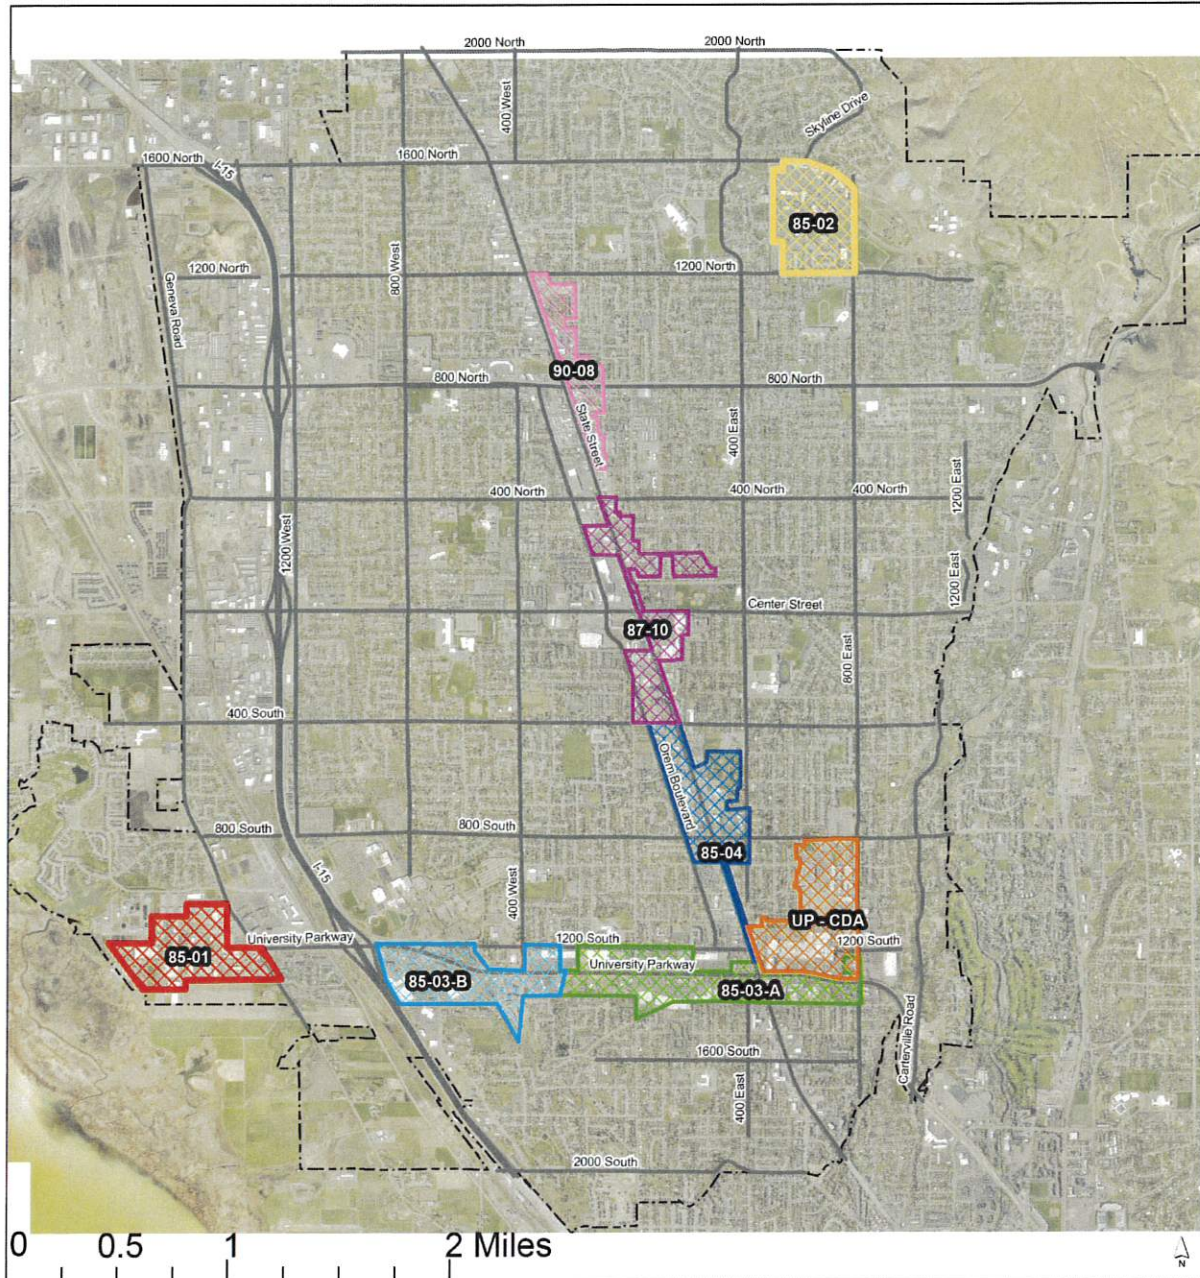 2000 North
2000 North
400 West
Skyline Drive
1600 North
I-15
1600 North
85-02
1200 North
800 West
1200 North
Geneva Road
90-08
800 North
800 North
State Street
400 East
400 North
400 North
400 North
1200 East
1200 West
1200 East
Center Street
87-10
800 East
400 South
Orem Boulevard
800 South
800 South
85-04
I-15
400 West
UP - CDA
University Parkway
1200 South
1200 South
85-01
University Parkway
85-03-B
85-03-A
1600 South
Carterville Road
400 East
2000 South
0 0.5 1 2 Miles
N